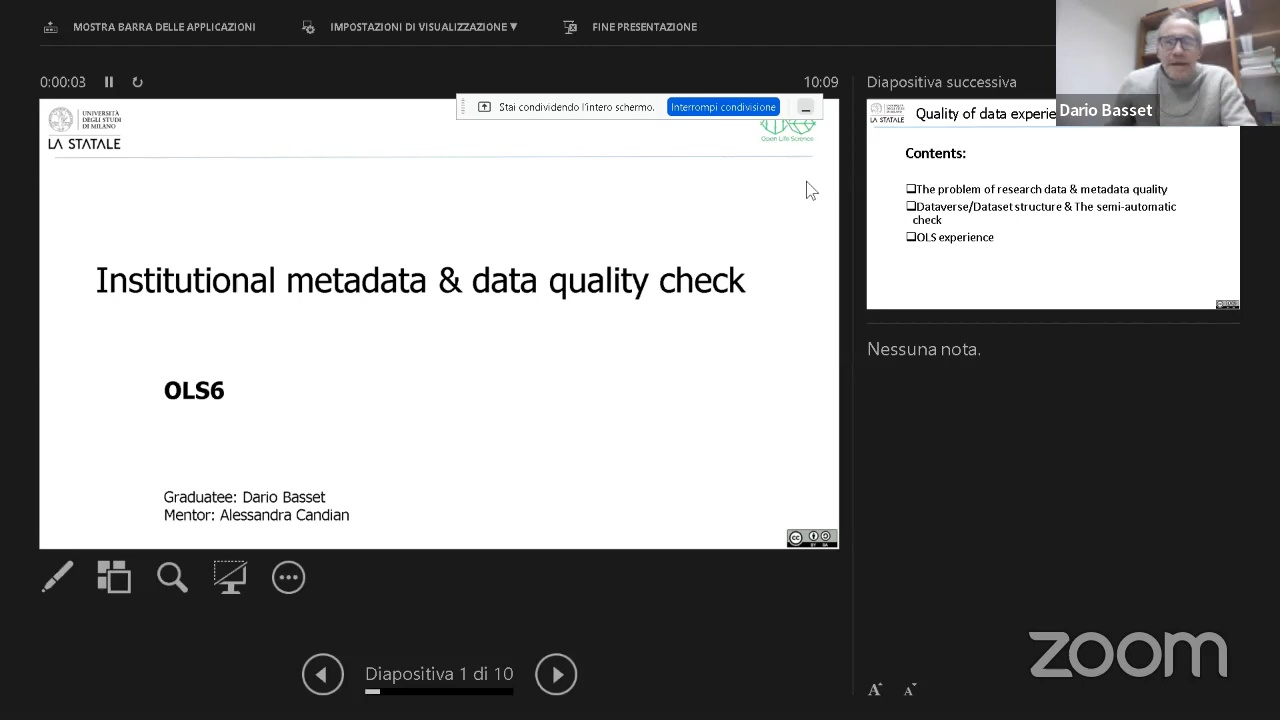 MOSTRA BARRA DELLE APPLICAZIONI
IMPOSTAZIONI DI VISUALIZZAZIONE ▼
FINE PRESENTAZIONE
0:00:03
10:09
Stai condividendo l'intero schermo.
Interrompi condivisione
UNIVERSITÀ
DEGLI STUDI
DI MILANO
LA STATALE
Open Life Science
Institutional metadata & data quality check
OLS6
Graduatee: Dario Basset
Mentor: Alessandra Candian
Diapositiva 1 di 10
Diapositiva successiva
Dario Basset
LA STATALE
Quality of data experie
Contents:
❑The problem of research data & metadata quality
❑Dataverse/Dataset structure & The semi-automatic
check
❑OLS experience
Nessuna nota.
zoom